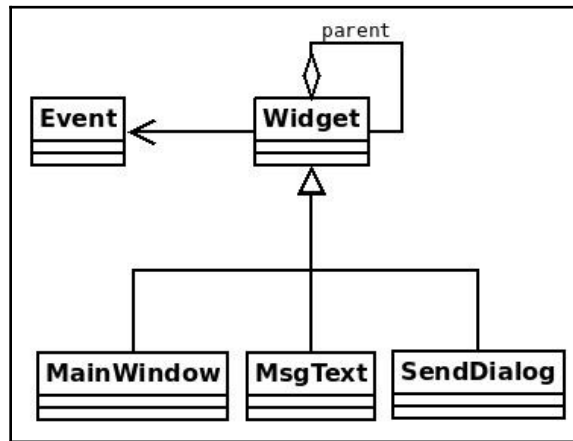 parent
Event
Widget
MainWindow
MsgText
SendDialog